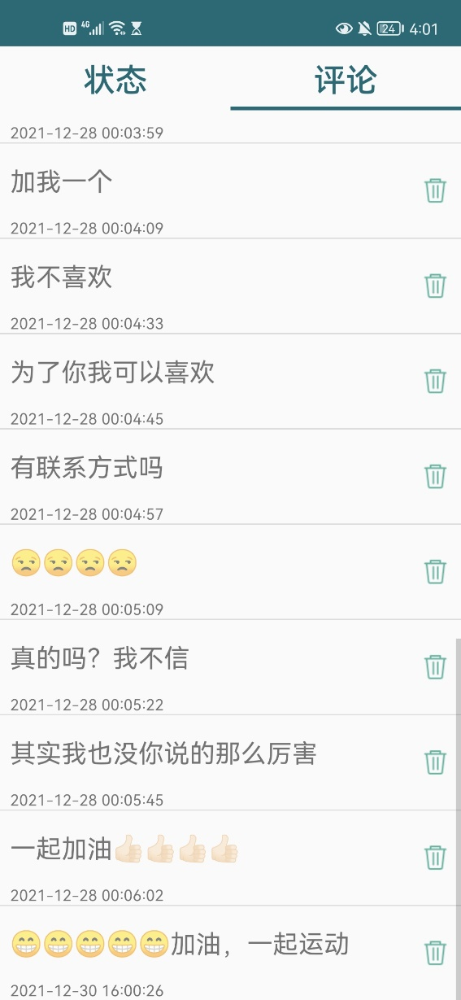 HD 4G 24 4:01
状态 评论
2021-12-28 00:03:59
加我一个
2021-12-28 00:04:09
我不喜欢
2021-12-28 00:04:33
为了你我可以喜欢
2021-12-28 00:04:45
有联系方式吗
2021-12-28 00:04:57
😒😒😒😒
2021-12-28 00:05:09
真的吗？我不信
2021-12-28 00:05:22
其实我也没你说的那么厉害
2021-12-28 00:05:45
一起加油👍🏻👍🏻👍🏻👍🏻
2021-12-28 00:06:02
😁😁😁😁😁加油，一起运动
2021-12-30 16:00:26